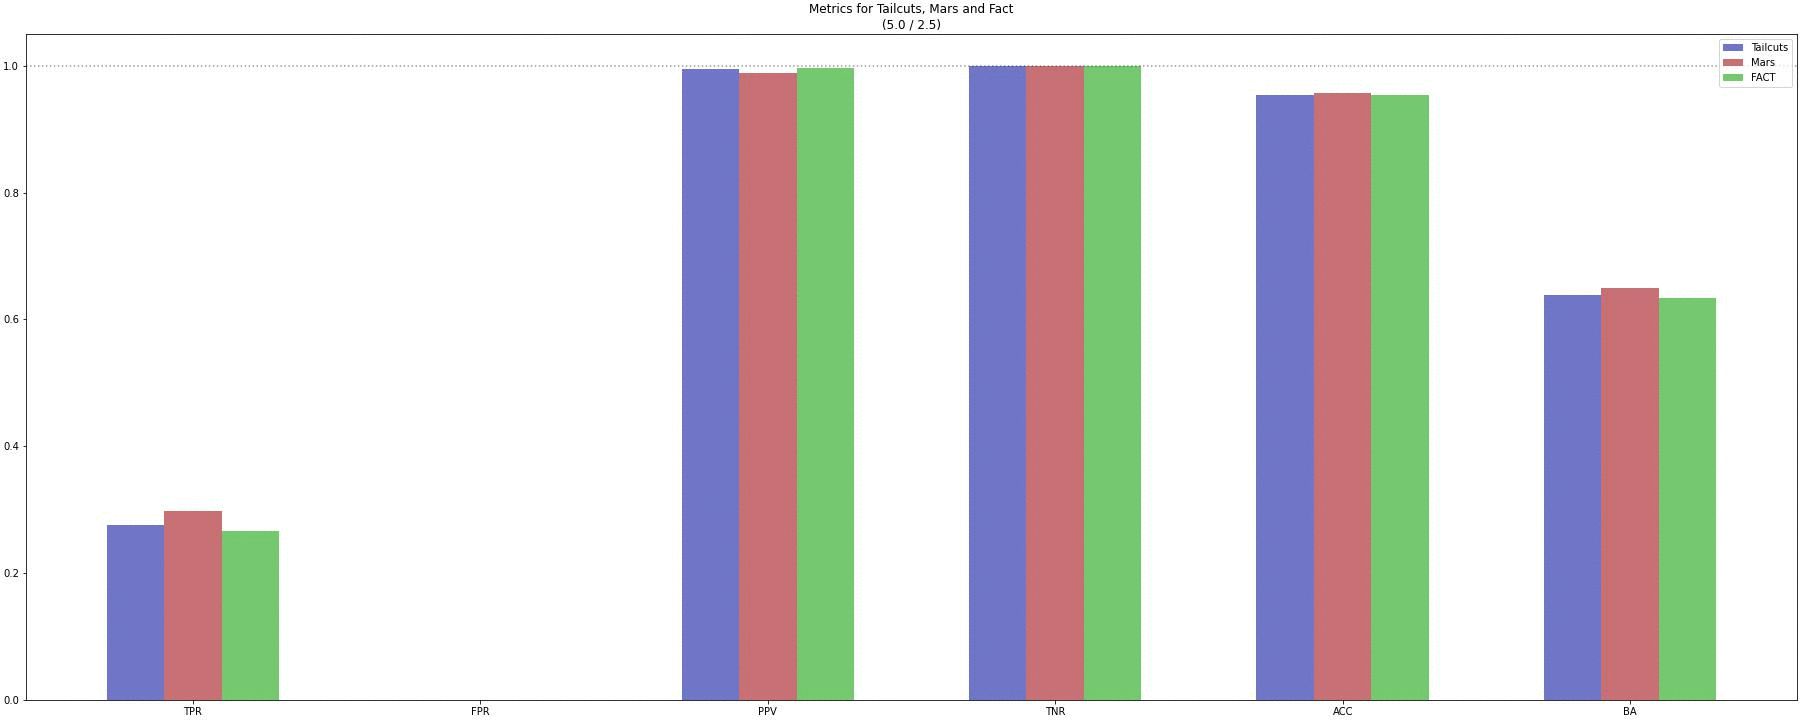 Metrics for Tailcuts, Mars and Fact
(5.0 / 2.5)
Tailcuts
Mars
FACT
1.0
0.8
0.6
0.4
0.2
0.0
TPR FPR PPV TNR ACC BA